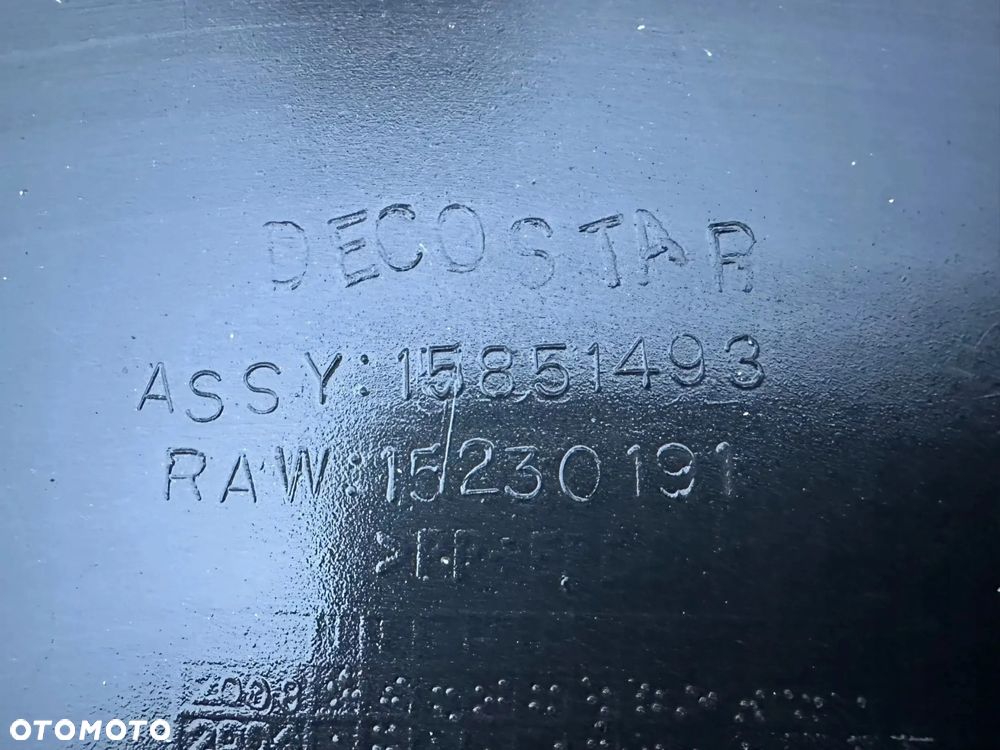 DECOSTAR
ASSY:15851493
RAW:15230191
OTOMOTO